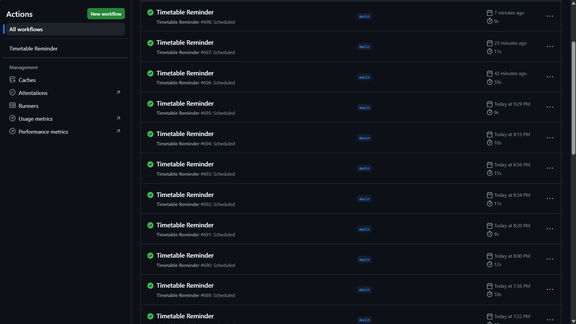 Actions
New workflow
All workflows
Timetable Reminder
Management
Caches
Attestations
Runners
Usage metrics
Performance metrics
Timetable Reminder
Timetable Reminder #698: Scheduled
main
7 minutes ago
8s
Timetable Reminder
Timetable Reminder #697: Scheduled
main
23 minutes ago
11s
Timetable Reminder
Timetable Reminder #696: Scheduled
main
42 minutes ago
10s
Timetable Reminder
Timetable Reminder #695: Scheduled
main
Today at 9:29 PM
9s
Timetable Reminder
Timetable Reminder #694: Scheduled
main
Today at 9:15 PM
10s
Timetable Reminder
Timetable Reminder #693: Scheduled
main
Today at 8:56 PM
11s
Timetable Reminder
Timetable Reminder #692: Scheduled
main
Today at 8:34 PM
11s
Timetable Reminder
Timetable Reminder #691: Scheduled
main
Today at 8:20 PM
9s
Timetable Reminder
Timetable Reminder #690: Scheduled
main
Today at 8:00 PM
12s
Timetable Reminder
Timetable Reminder #689: Scheduled
main
Today at 7:36 PM
10s
Timetable Reminder
main
Today at 7:22 PM